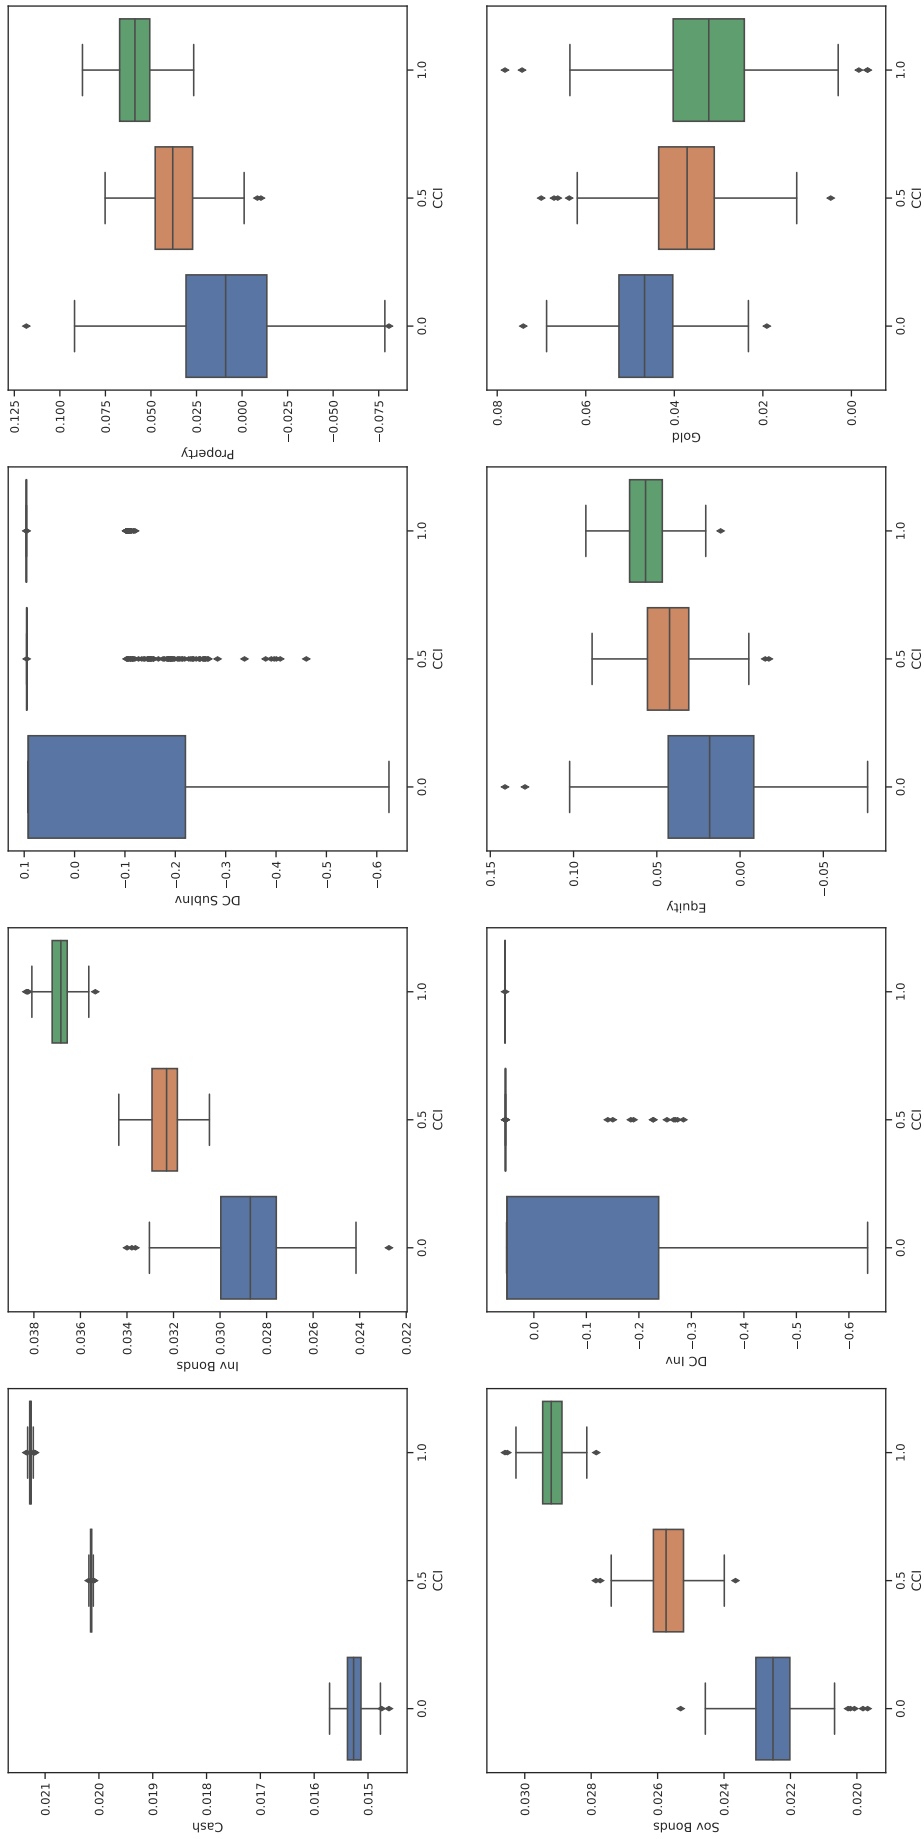 Cash
0.021
0.020
0.019
0.018
0.017
0.016
0.015
0.0 0.5 1.0
CCI
Inv Bonds
0.038
0.036
0.034
0.032
0.030
0.028
0.026
0.024
0.022
0.0 0.5 1.0
CCI
DC SubInv
0.1
0.0
−0.1
−0.2
−0.3
−0.4
−0.5
−0.6
0.0 0.5 1.0
CCI
Property
0.125
0.100
0.075
0.050
0.025
0.000
−0.025
−0.050
−0.075
0.0 0.5 1.0
CCI
Sov Bonds
0.030
0.028
0.026
0.024
0.022
0.020
0.0 0.5 1.0
CCI
DC Inv
0.0
−0.1
−0.2
−0.3
−0.4
−0.5
−0.6
0.0 0.5 1.0
CCI
Equity
0.15
0.10
0.05
0.00
−0.05
0.0 0.5 1.0
CCI
Gold
0.08
0.06
0.04
0.02
0.00
0.0 0.5 1.0
CCI